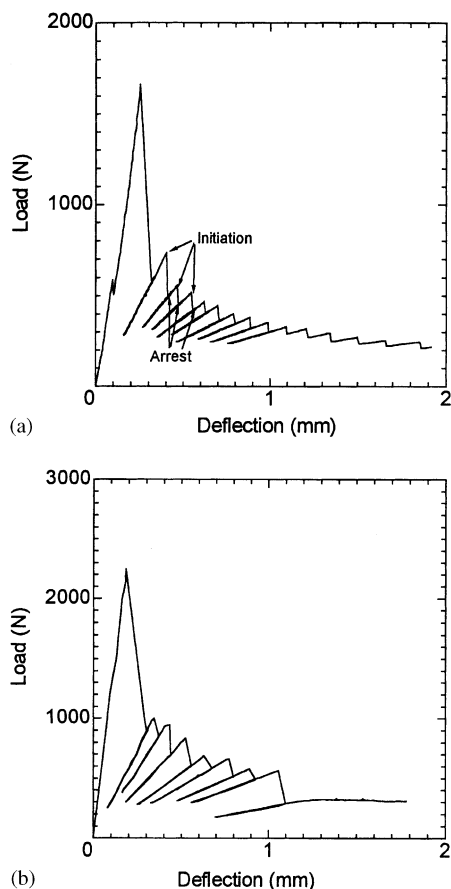 2000
Load (N)
1000
Initiation
Arrest
0
0
1
2
(a)
Deflection (mm)
3000
Load (N)
2000
1000
0
0
1
2
(b)
Deflection (mm)